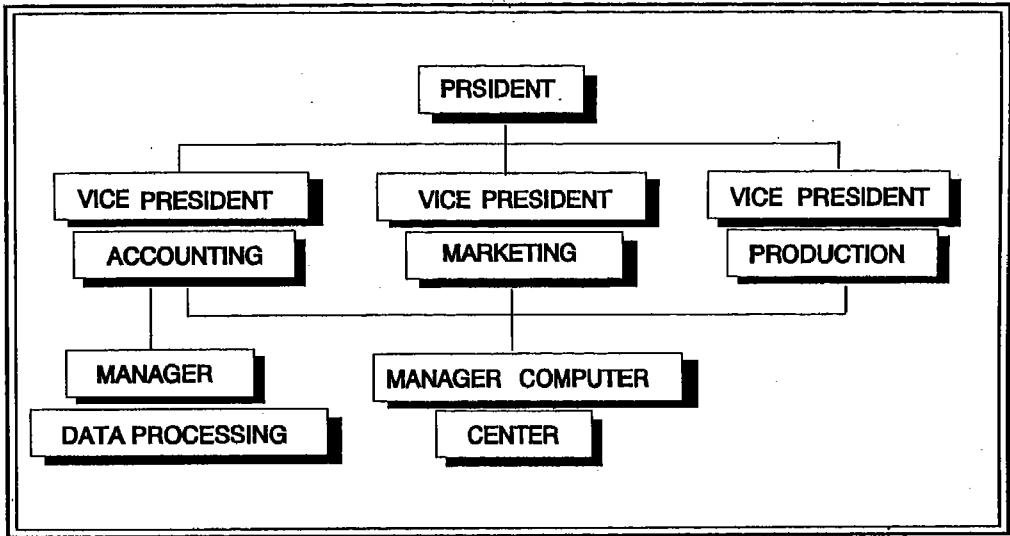 PRSIDENT
VICE PRESIDENT
VICE PRESIDENT
VICE PRESIDENT
ACCOUNTING
MARKETING
PRODUCTION
MANAGER
MANAGER COMPUTER
DATA PROCESSING
CENTER